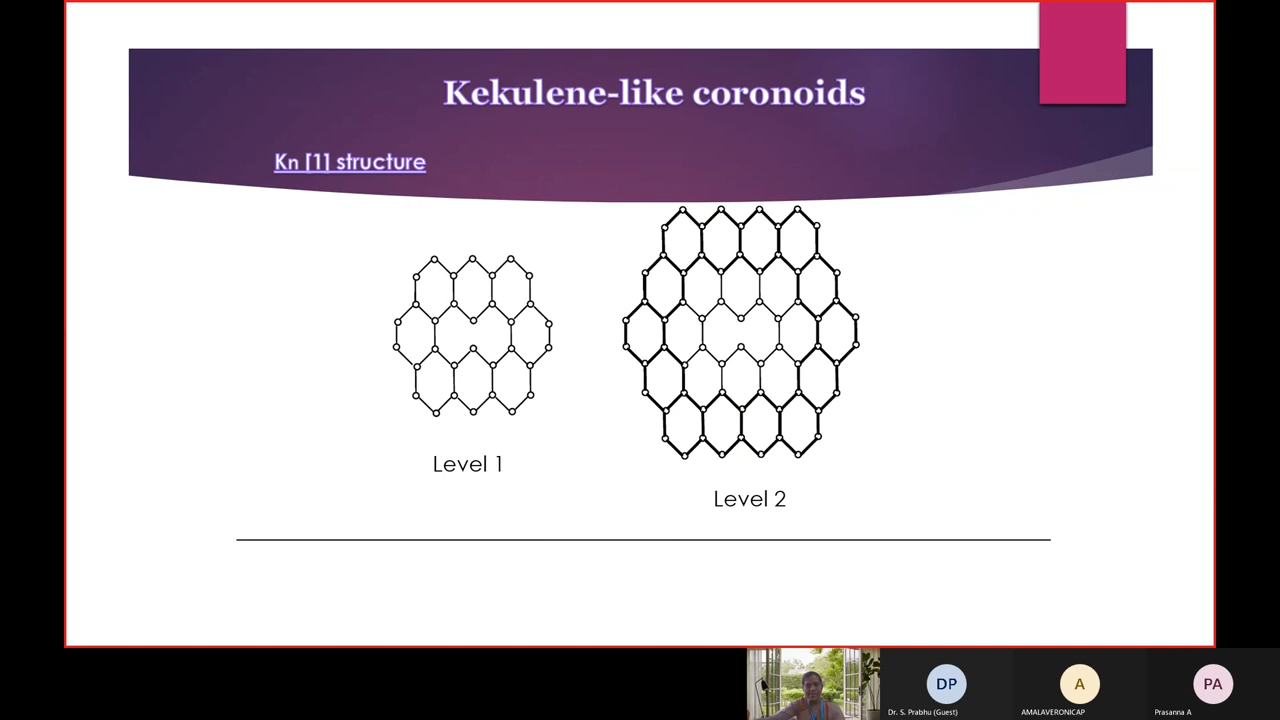 Kekulene-like coronoids
Kn [1] structure
Level 1
Level 2
DP
A
PA
Dr. S. Prabhu (Guest)
AMALAVERONICAP
Prasanna A